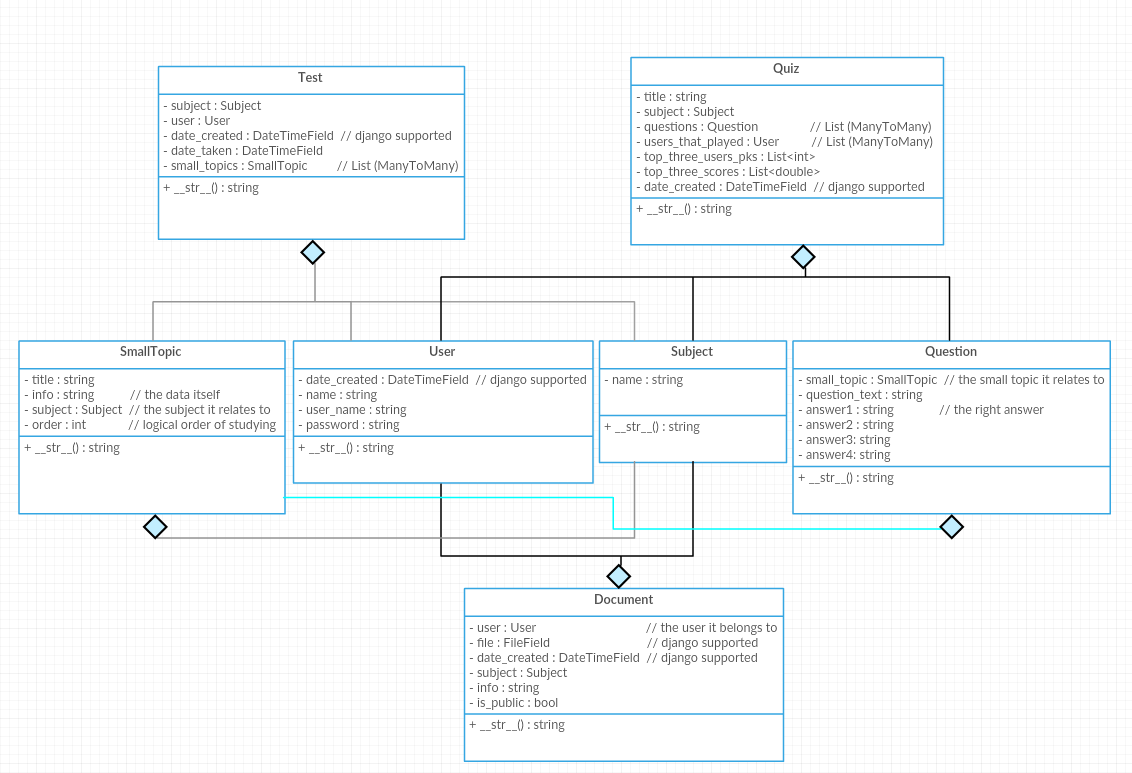 Test
- subject : Subject
- user : User
- date_created : DateTimeField // django supported
- date_taken : DateTimeField
- small_topics : SmallTopic // List (ManyToMany)
+ __str__() : string
Quiz
- title : string
- subject : Subject
- questions : Question // List (ManyToMany)
- users_that_played : User // List (ManyToMany)
- top_three_users_pks : List<int>
- top_three_scores : List<double>
- date_created : DateTimeField // django supported
+ __str__() : string
SmallTopic
- title : string
- info : string // the data itself
- subject : Subject // the subject it relates to
- order : int // logical order of studying
+ __str__() : string
User
- date_created : DateTimeField // django supported
- name : string
- user_name : string
- password : string
+ __str__() : string
Subject
- name : string
+ __str__() : string
Question
- small_topic : SmallTopic // the small topic it relates to
- question_text : string
- answer1 : string // the right answer
- answer2 : string
- answer3: string
- answer4: string
+ __str__() : string
Document
- user : User // the user it belongs to
- file : FileField // django supported
- date_created : DateTimeField // django supported
- subject : Subject
- info : string
- is_public : bool
+ __str__() : string